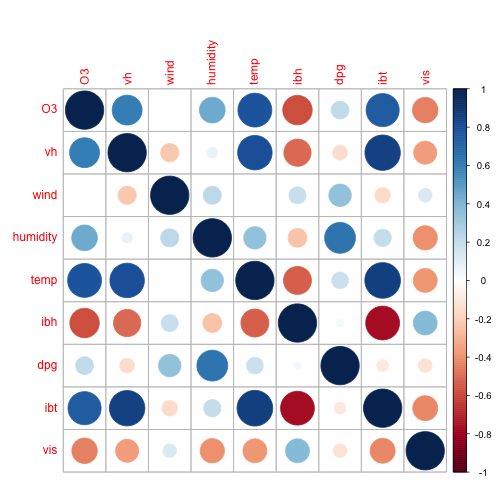 O3 vh wind humidity temp ibh dpg ibt vis
O3
vh
wind
humidity
temp
ibh
dpg
ibt
vis
1
0.8
0.6
0.4
0.2
0
-0.2
-0.4
-0.6
-0.8
-1